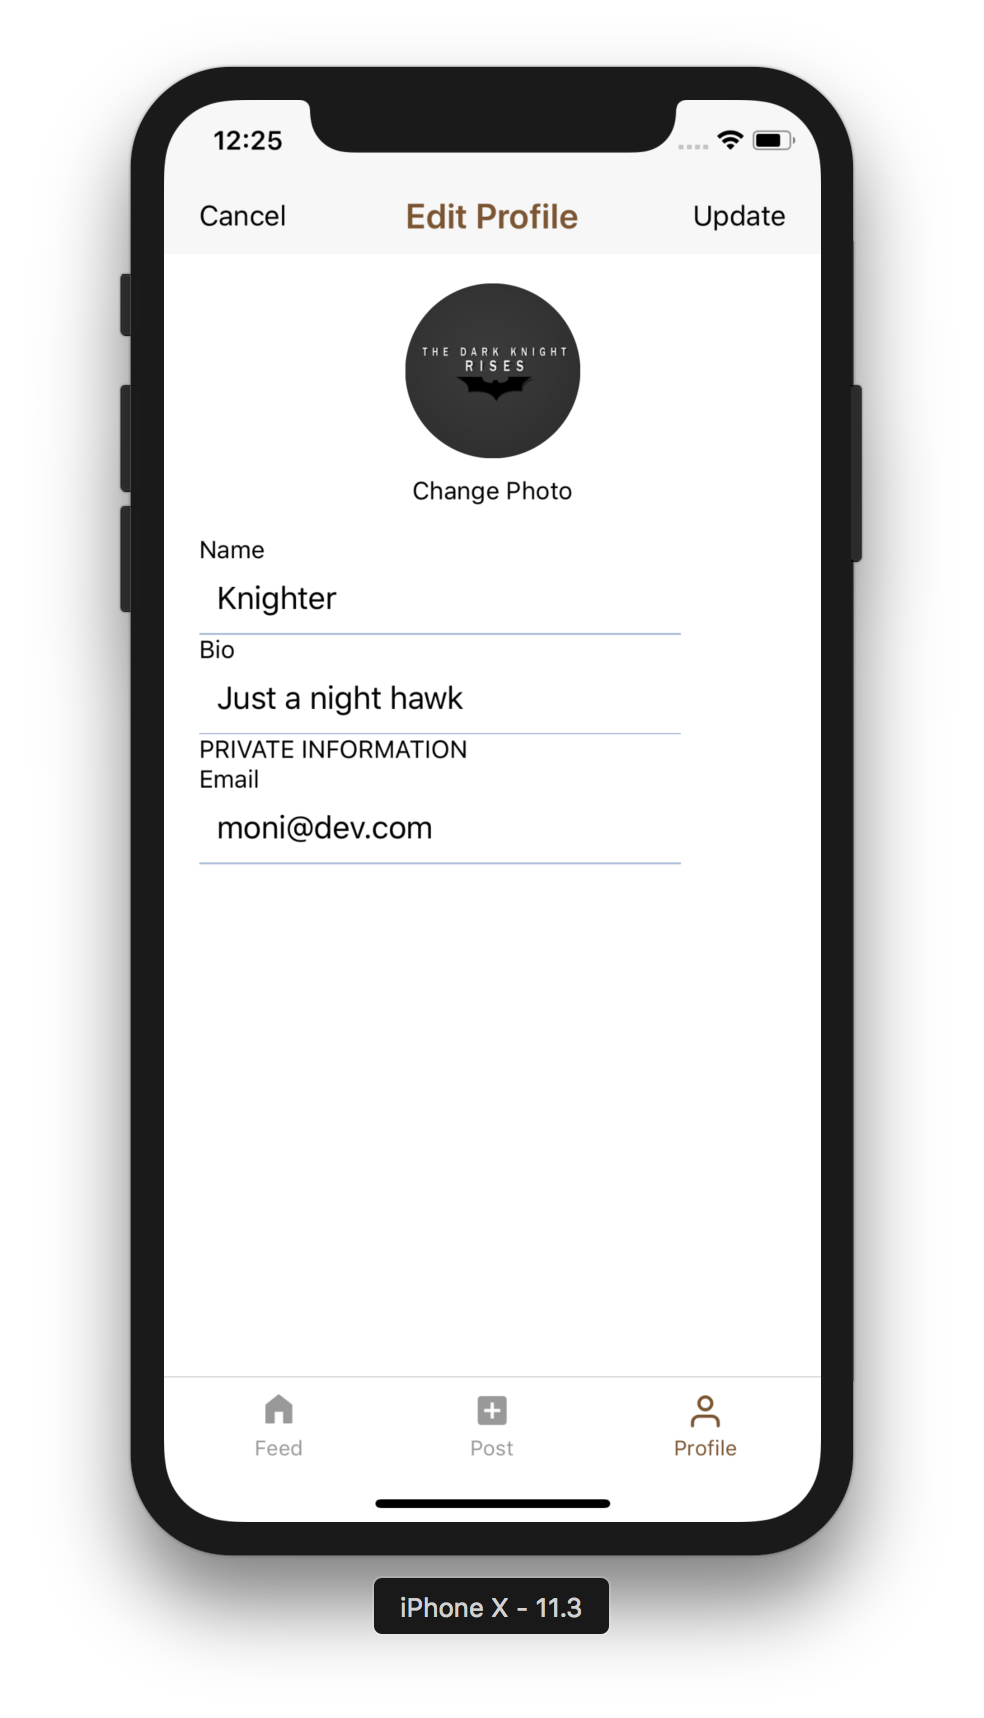 12:25
Cancel Edit Profile Update
THE DARK KNIGHT
RISES
Change Photo
Name
Knighter
Bio
Just a night hawk
PRIVATE INFORMATION
Email
moni@dev.com
Feed Post Profile
iPhone X - 11.3